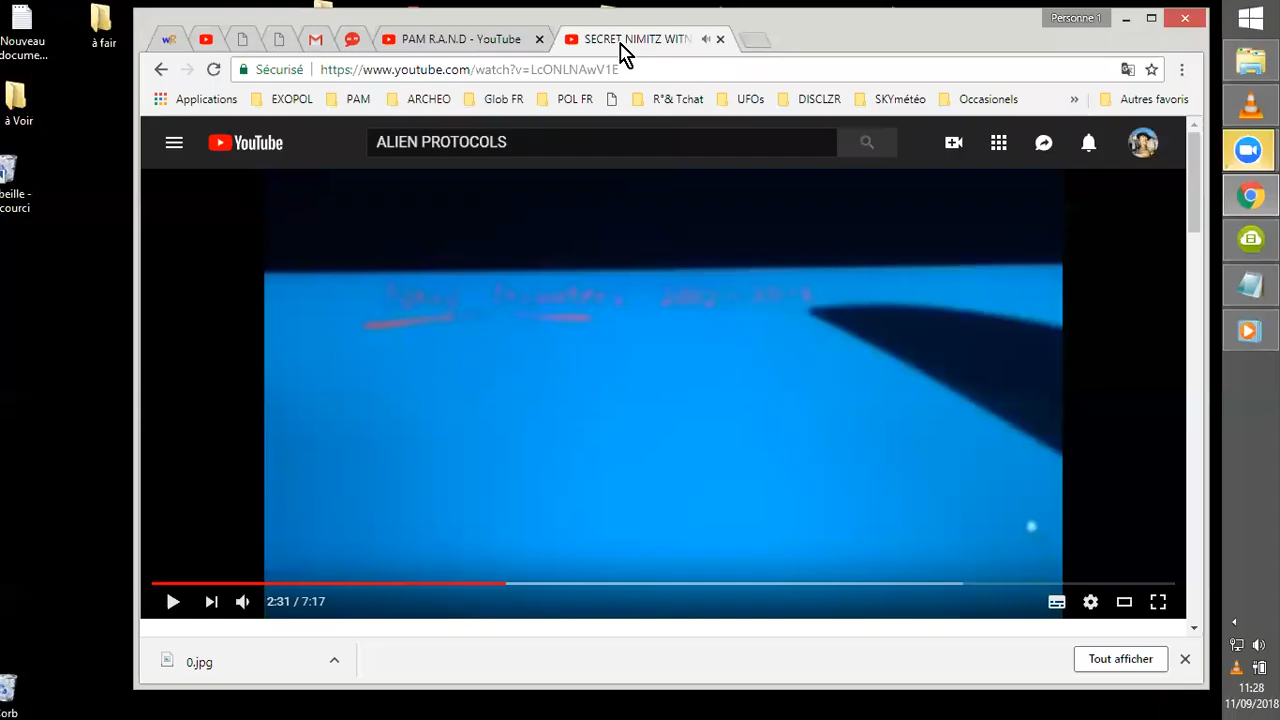 Personne 1
PAM R.A.N.D - YouTube
SECRET NIMITZ WITN
Sécurisé
https://www.youtube.com/watch?v=LcONLNAwV1E
Applications
EXOPOL
PAM
ARCHEO
Glob FR
POL FR
R°& Tchat
UFOs
DISCLZR
SKYmétéo
Occasionels
»
Autres favoris
YouTube
ALIEN PROTOCOLS
2:31 / 7:17
0.jpg
Tout afficher
Nouveau
docume...
à fair
à Voir
beille -
courci
Corb
11:28
11/09/2018